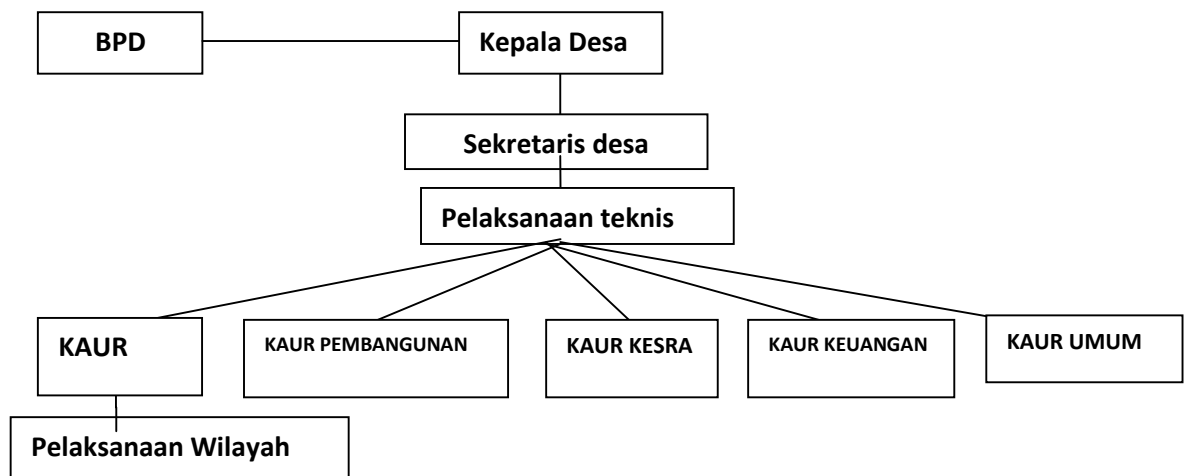 BPD
Kepala Desa
Sekretaris desa
Pelaksanaan teknis
KAUR
KAUR PEMBANGUNAN
KAUR KESRA
KAUR KEUANGAN
KAUR UMUM
Pelaksanaan Wilayah